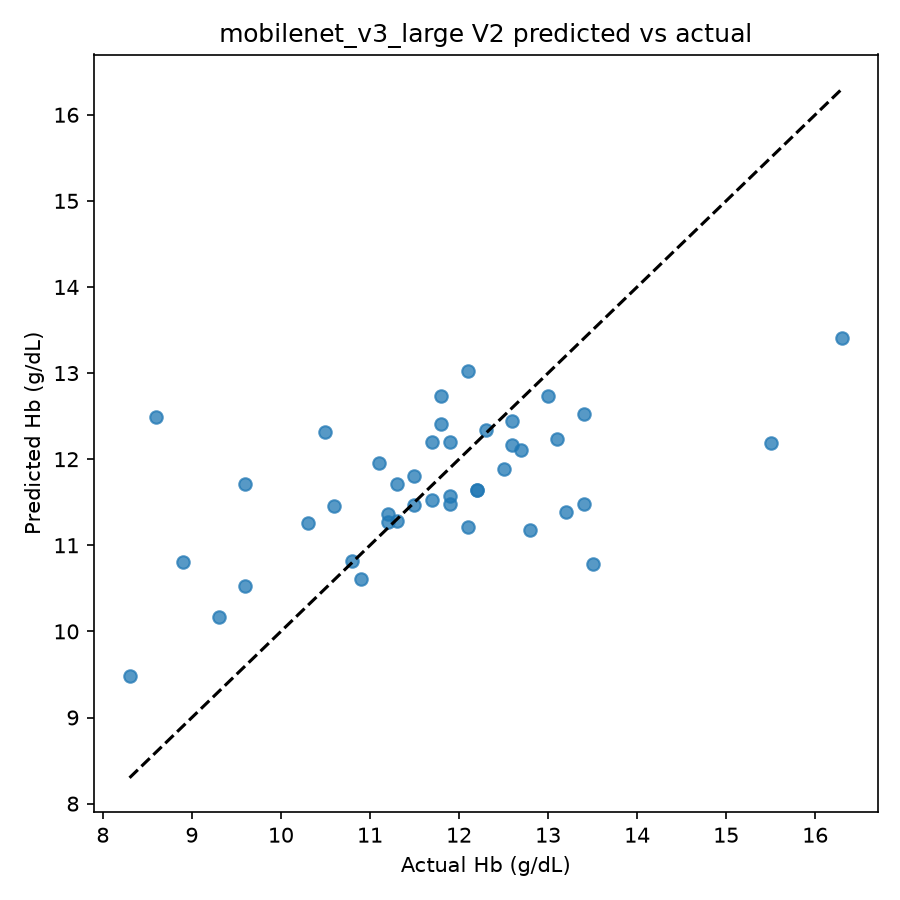 mobilenet_v3_large V2 predicted vs actual
16
15
14
13
12
11
10
9
8
Predicted Hb (g/dL)
8 9 10 11 12 13 14 15 16
Actual Hb (g/dL)